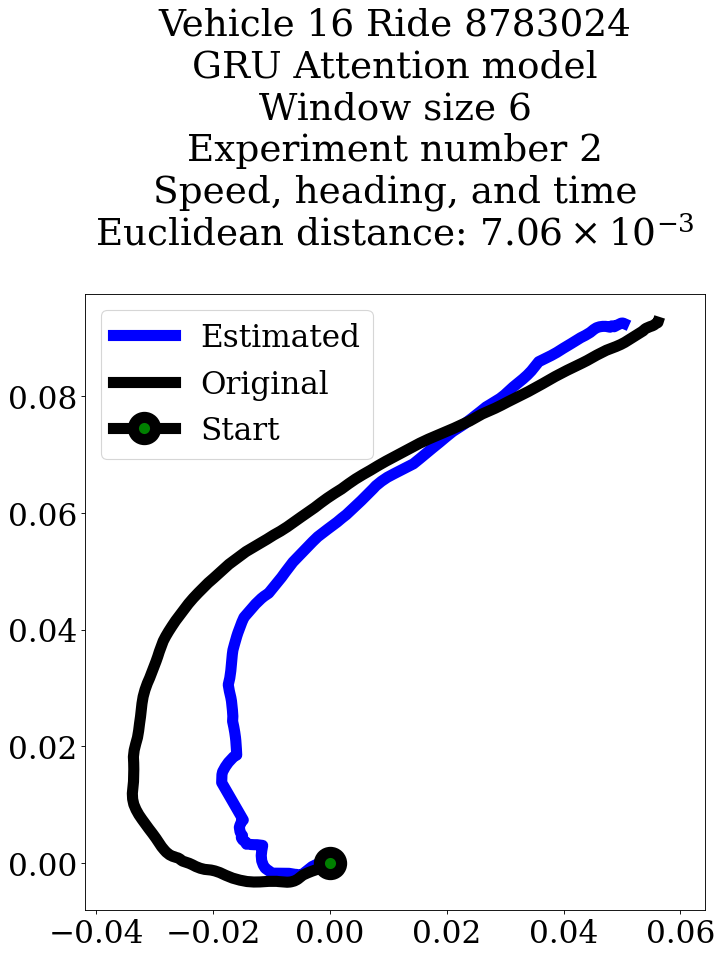 Vehicle 16 Ride 8783024
GRU Attention model
Window size 6
Experiment number 2
Speed, heading, and time
Euclidean distance: 7.06 × 10⁻³
Estimated
Original
Start
0.08
0.06
0.04
0.02
0.00
−0.04 −0.02 0.00 0.02 0.04 0.06